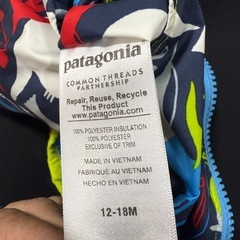 patagonia
COMMON THREADS
PARTNERSHIP
Repair, Reuse, Recycle
This Product
www.patagonia.com
100% POLYESTER INSULATION
100% POLYESTER
EXCLUSIVE OF TRIM
MADE IN VIETNAM
FABRIQUÉ AU VIETNAM
HECHO EN VIETNAM
12-18M